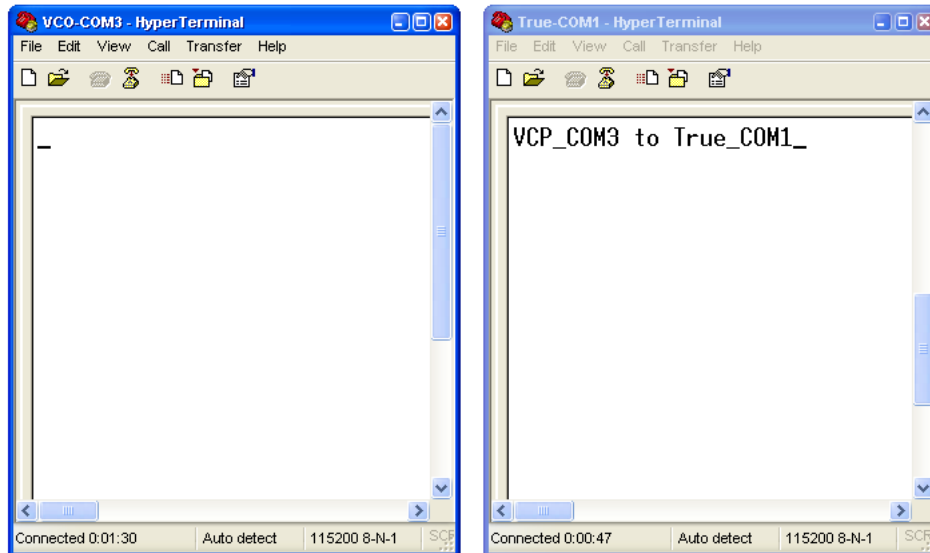 VCO-COM3 - HyperTerminal
File Edit View Call Transfer Help
Connected 0:01:30 Auto detect 115200 8-N-1 SCR
True-COM1 - HyperTerminal
File Edit View Call Transfer Help
VCP_COM3 to True_COM1_
Connected 0:00:47 Auto detect 115200 8-N-1 SCR